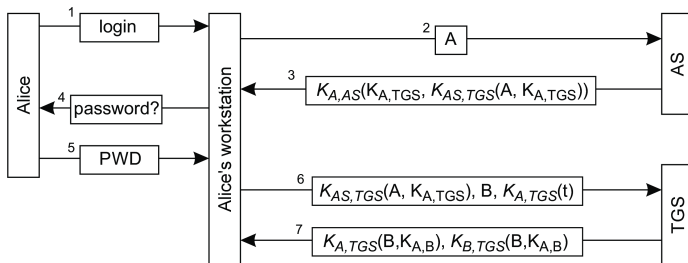 1 login
2 A
3 K_A,AS(K_A,TGS, K_AS,TGS(A, K_A,TGS))
4 password?
5 PWD
6 K_AS,TGS(A, K_A,TGS), B, K_A,TGS(t)
7 K_A,TGS(B,K_A,B), K_B,TGS(B,K_A,B)
Alice
Alice's workstation
AS
TGS